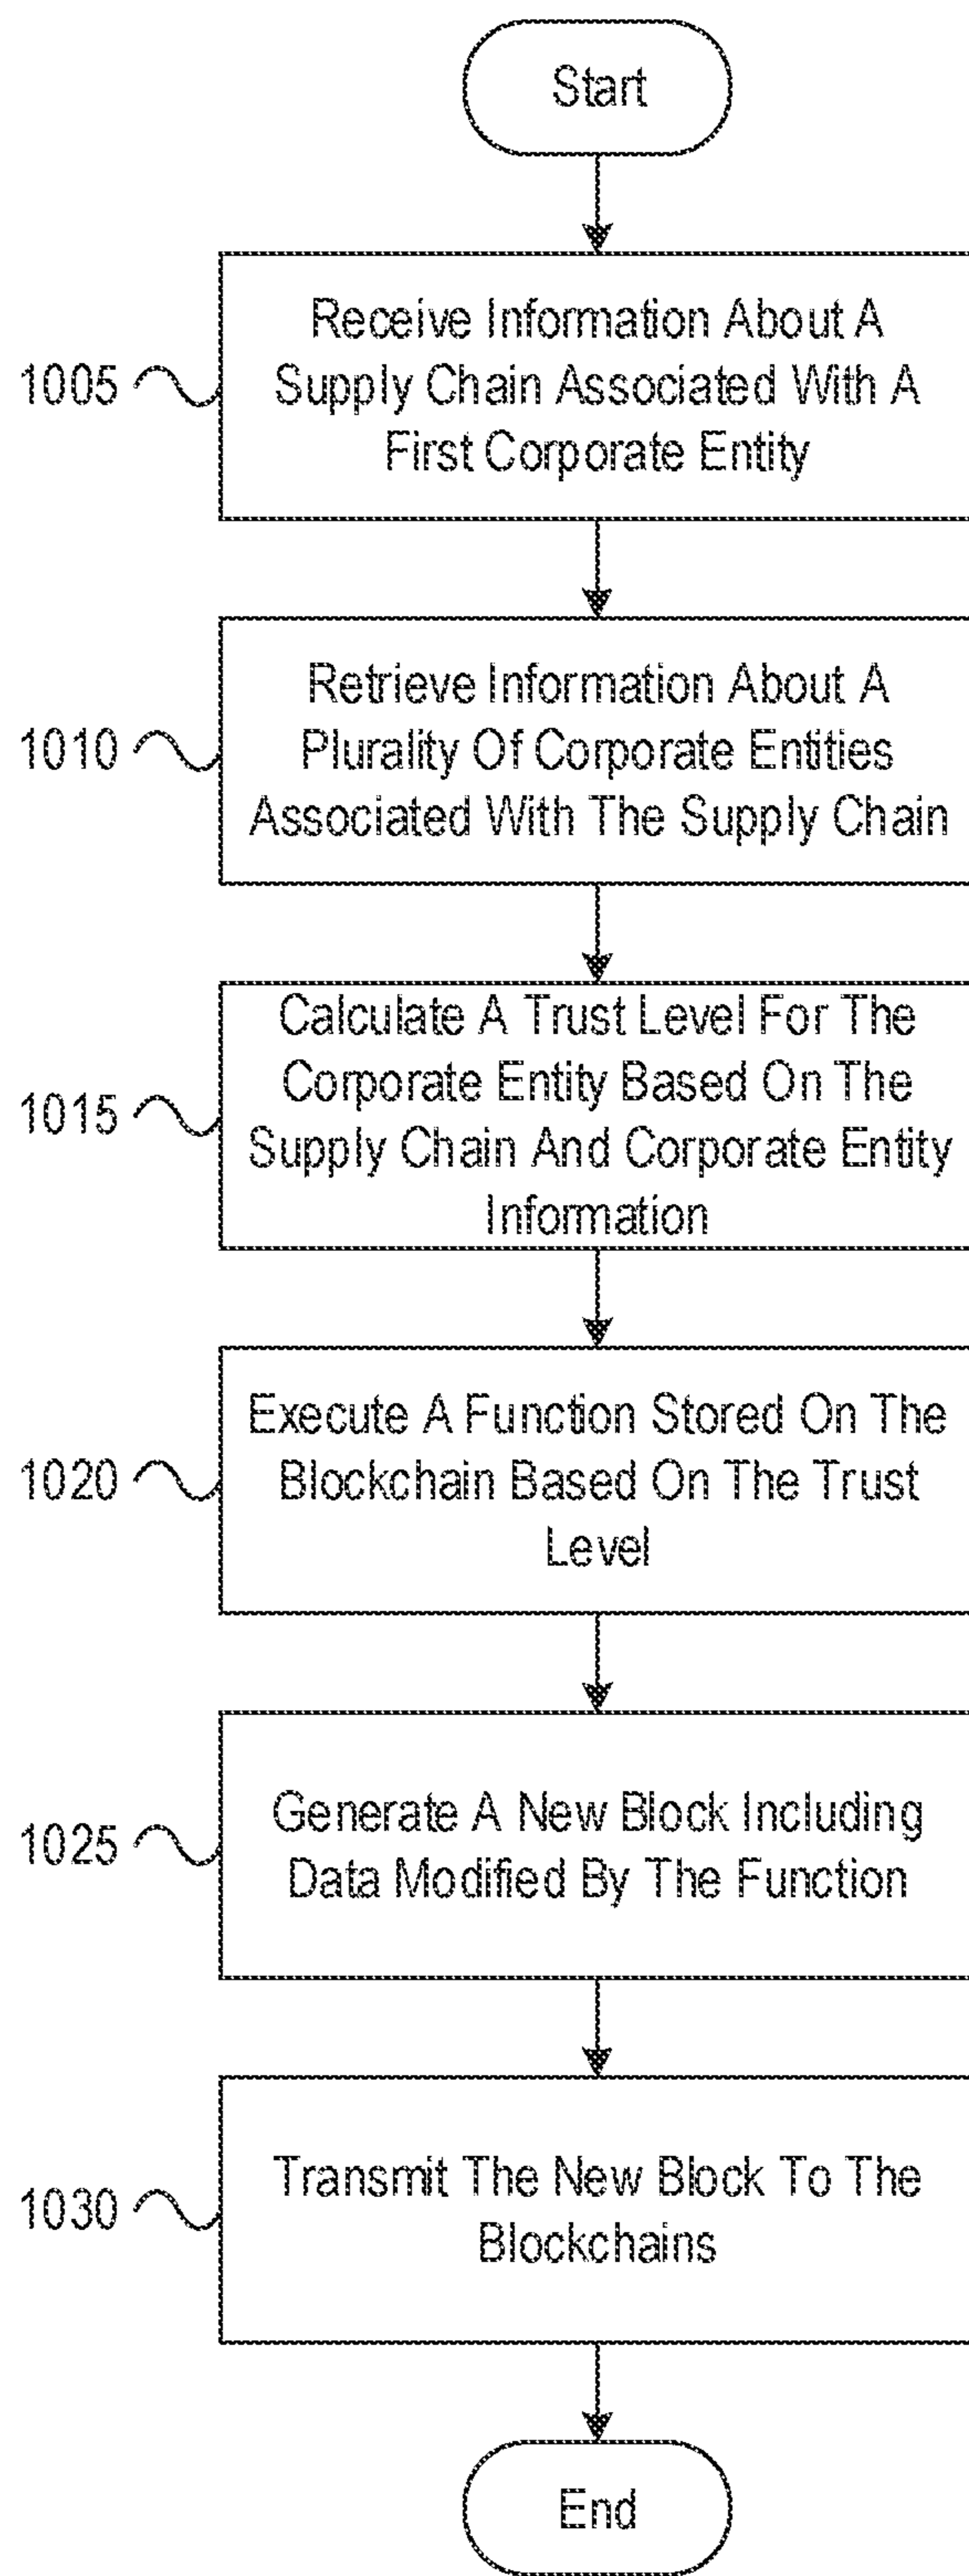 Start
Receive Information About A
1005
Supply Chain Associated With A
First Corporate Entity
Retrieve Information About A
1010
Plurality Of Corporate Entities
Associated With The Supply Chain
Calculate A Trust Level For The
Corporate Entity Based On The
1015
Supply Chain And Corporate Entity
Information
Execute A Function Stored On The
1020
Blockchain Based On The Trust
Level
Generate A New Block Including
1025
Data Modified By The Function
Transmit The New Block To The
1030
Blockchains
End